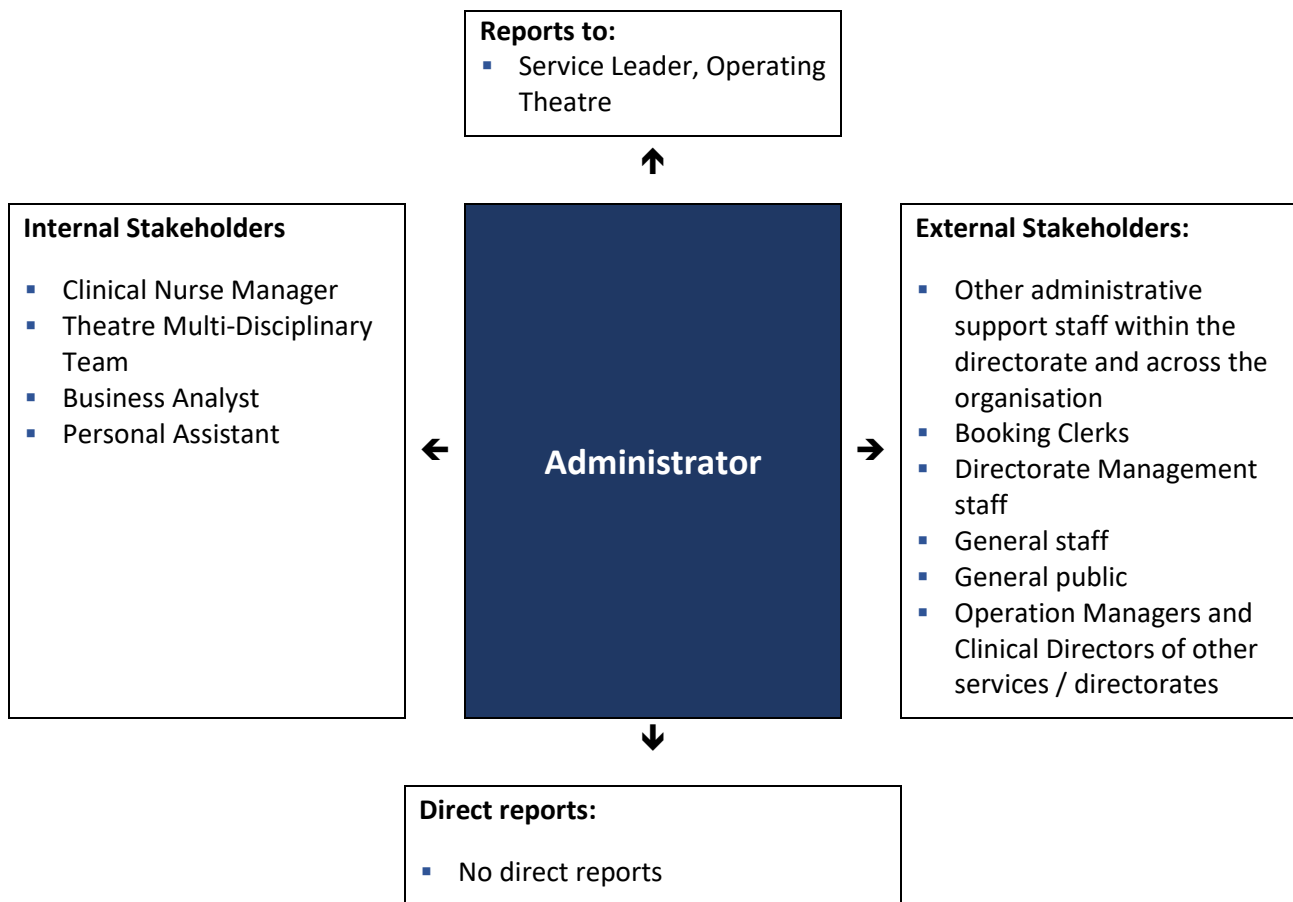 Reports to:
▪ Service Leader, Operating
Theatre
Internal Stakeholders
▪ Clinical Nurse Manager
▪ Theatre Multi-Disciplinary
Team
▪ Business Analyst
▪ Personal Assistant
Administrator
External Stakeholders:
▪ Other administrative
support staff within the
directorate and across the
organisation
▪ Booking Clerks
▪ Directorate Management
staff
▪ General staff
▪ General public
▪ Operation Managers and
Clinical Directors of other
services / directorates
Direct reports:
▪ No direct reports